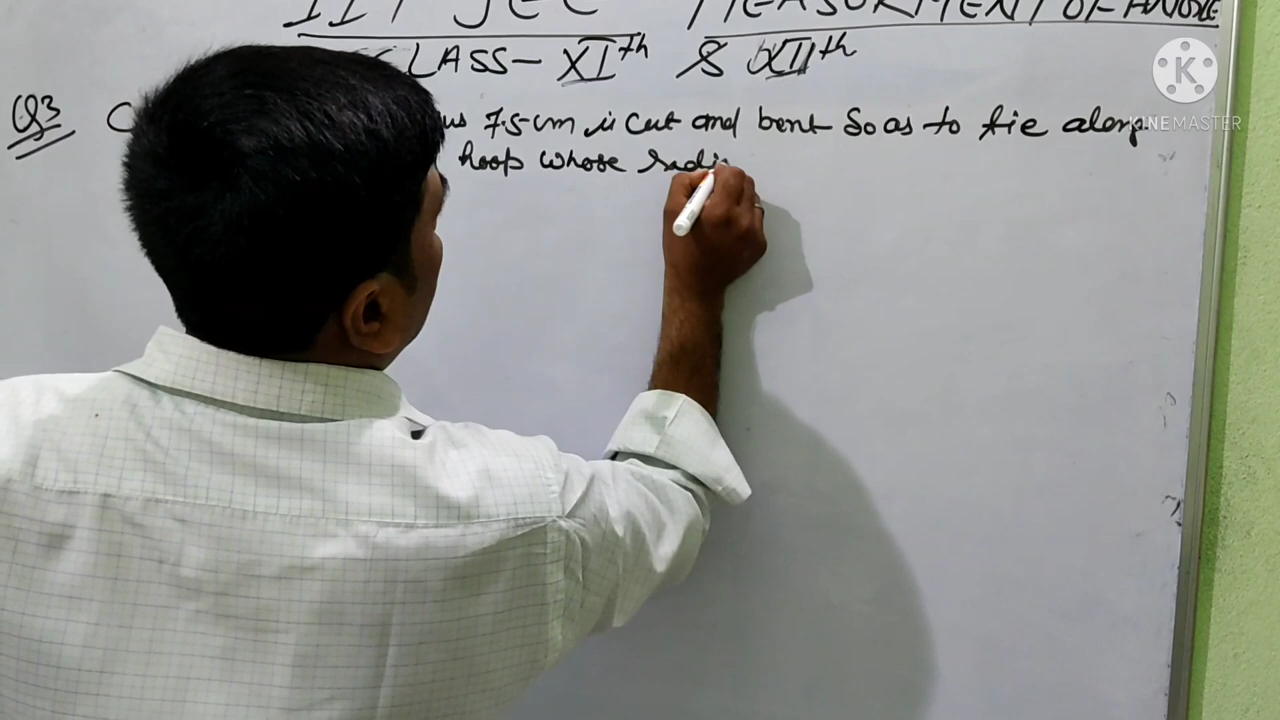 IIT JEE MEASURMENT OF ANGLE
CLASS-XIth & XIIth
Q3 C us 7.5 cm is cut and bent so as to lie along
hoop whose radi
KINEMASTER